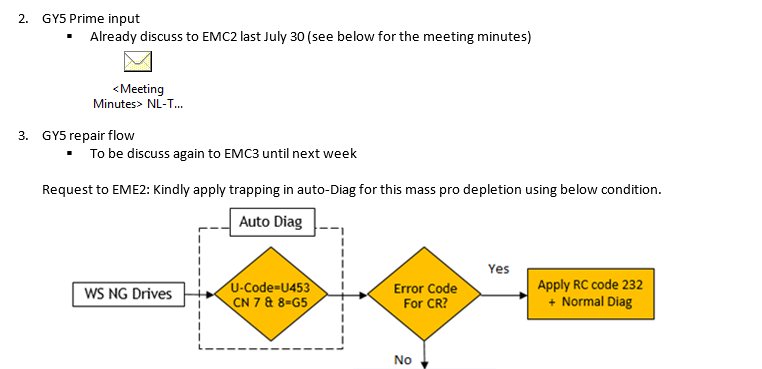 2. GY5 Prime input
▪ Already discuss to EMC2 last July 30 (see below for the meeting minutes)
<Meeting
Minutes> NL-T...
3. GY5 repair flow
▪ To be discuss again to EMC3 until next week
Request to EME2: Kindly apply trapping in auto-Diag for this mass pro depletion using below condition.
Auto Diag
WS NG Drives
U-Code=U453
CN 7 & 8=G5
Error Code
For CR?
Yes
Apply RC code 232
+ Normal Diag
No